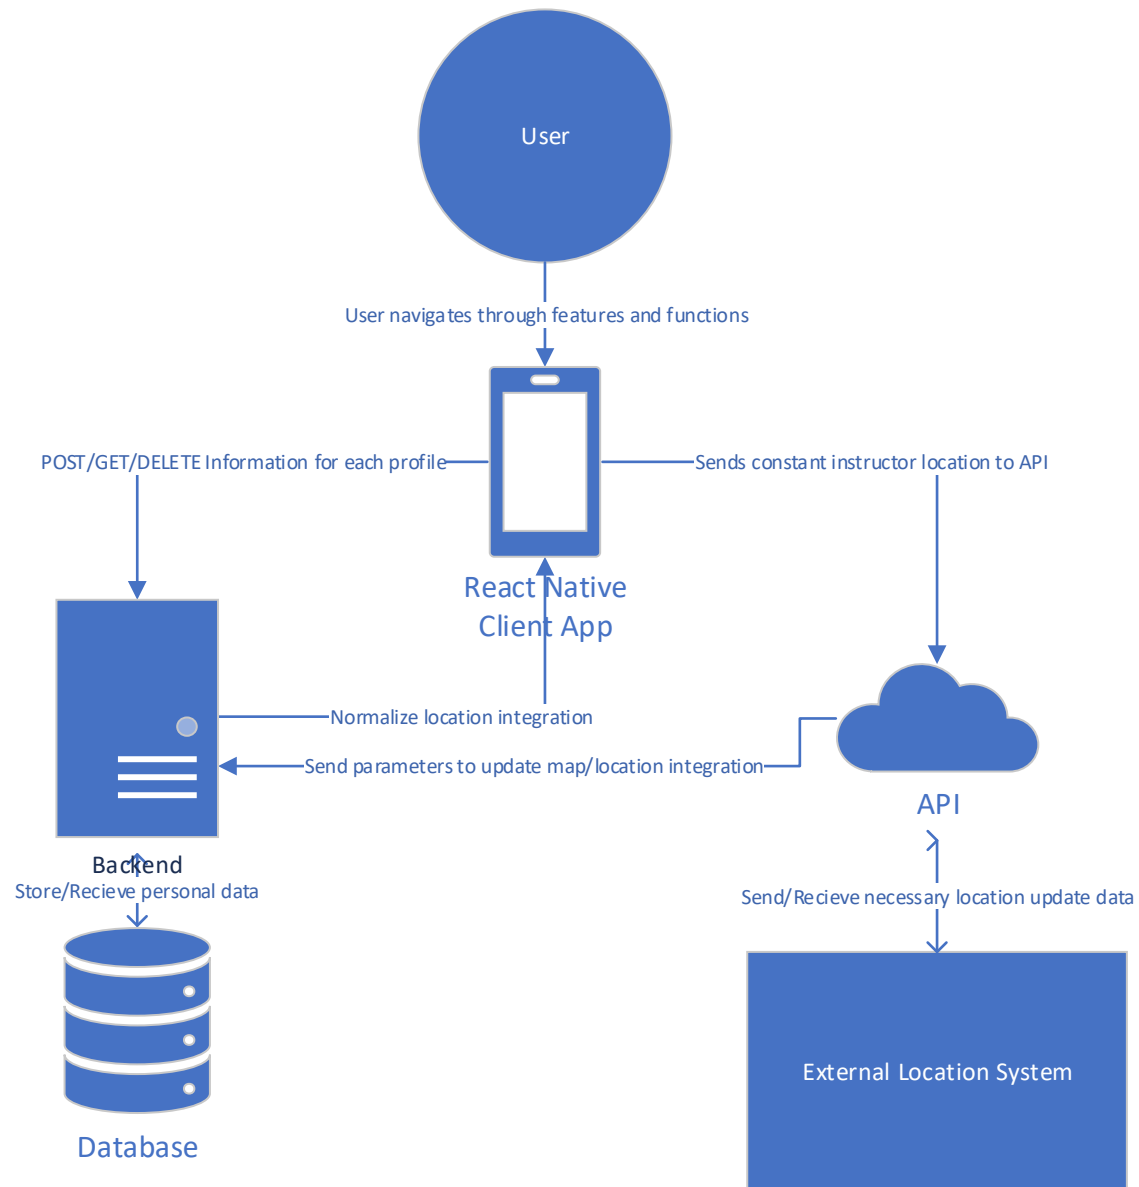 User
User navigates through features and functions
POST/GET/DELETE Information for each profile
Sends constant instructor location to API
React Native
Client App
Normalize location integration
Send parameters to update map/location integration
API
Backend
Store/Recieve personal data
Send/Recieve necessary location update data
External Location System
Database